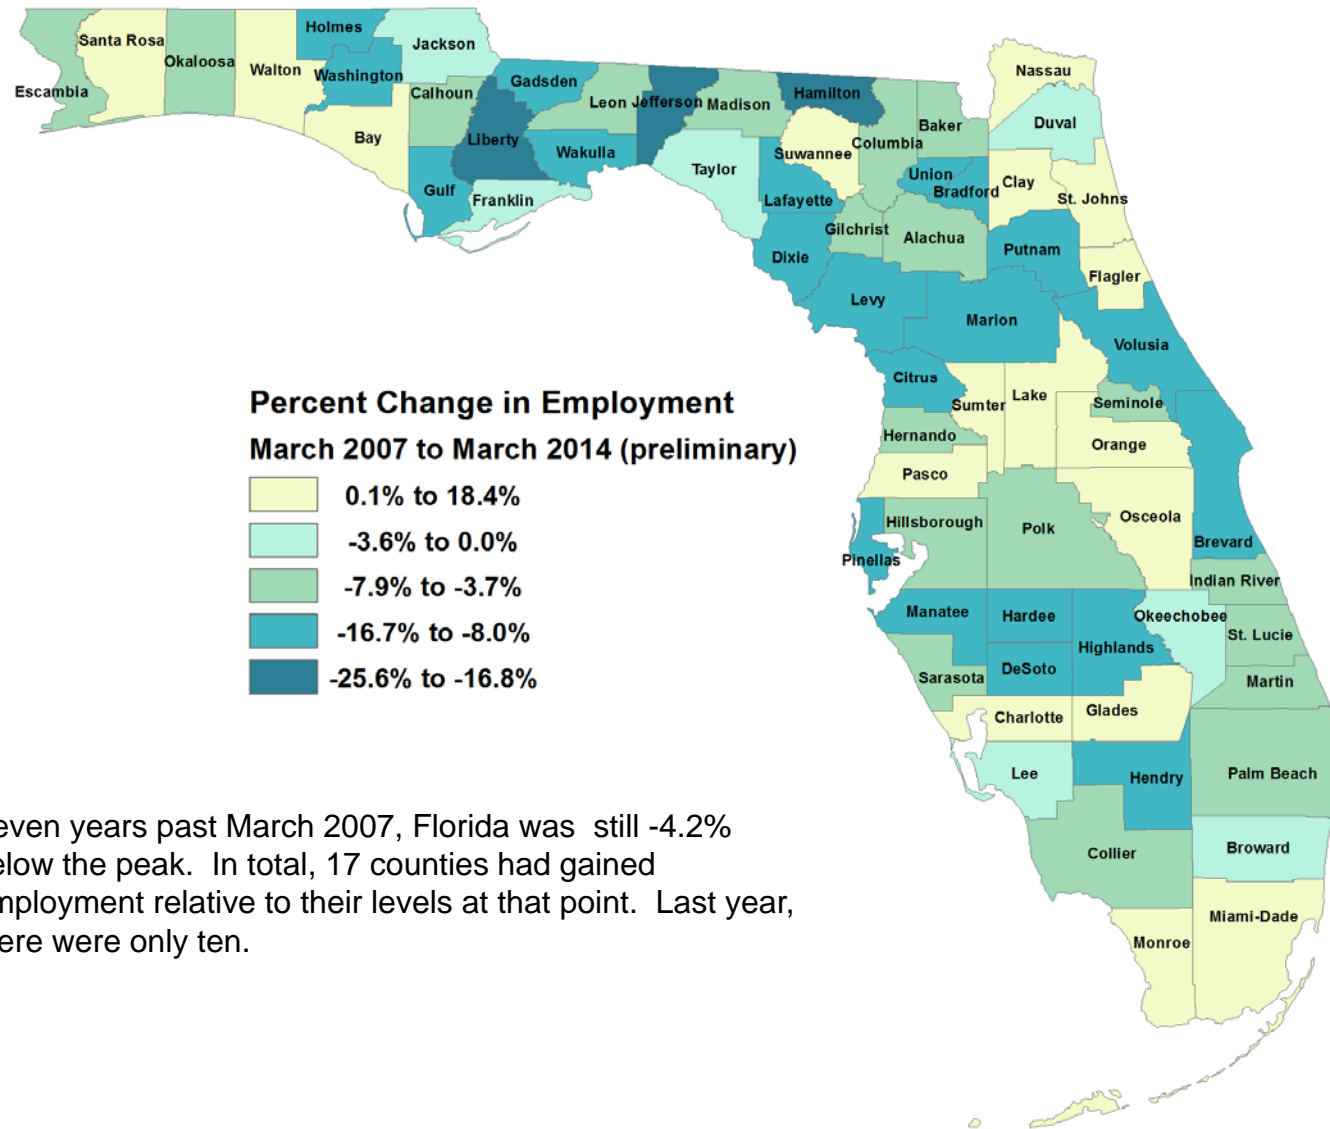 Holmes
Jackson
Santa Rosa
Okaloosa
Walton
Washington
Escambia
Calhoun
Gadsden
Leon
Jefferson
Madison
Hamilton
Nassau
Bay
Liberty
Wakulla
Taylor
Suwannee
Columbia
Baker
Duval
Gulf
Franklin
Lafayette
Union
Bradford
Clay
St. Johns
Gilchrist
Alachua
Putnam
Dixie
Flagler
Levy
Marion
Volusia
Citrus
Sumter
Lake
Seminole
Hernando
Orange
Pasco
Percent Change in Employment
March 2007 to March 2014 (preliminary)
0.1% to 18.4%
-3.6% to 0.0%
-7.9% to -3.7%
-16.7% to -8.0%
-25.6% to -16.8%
Hillsborough
Polk
Osceola
Brevard
Pinellas
Indian River
Manatee
Hardee
Okeechobee
Highlands
St. Lucie
Sarasota
DeSoto
Martin
Charlotte
Glades
Lee
Hendry
Palm Beach
Collier
Broward
Monroe
Miami-Dade
even years past March 2007, Florida was still -4.2%
elow the peak. In total, 17 counties had gained
mployment relative to their levels at that point. Last year,
ere were only ten.